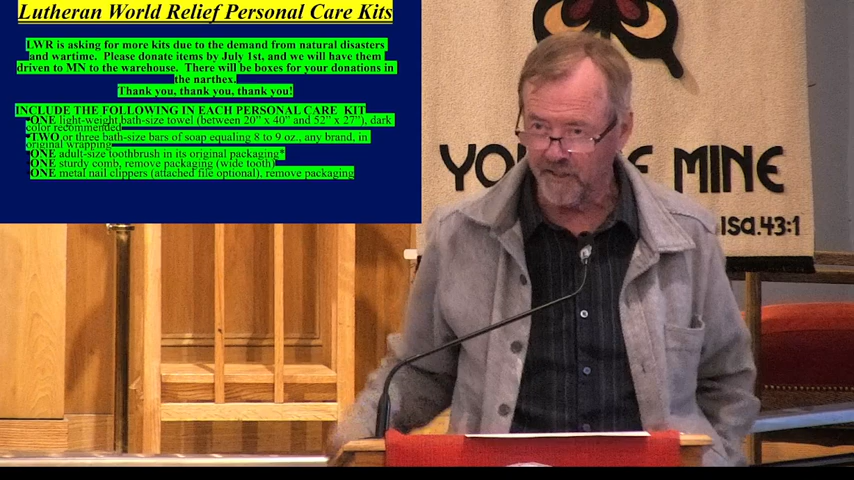 Lutheran World Relief Personal Care Kits
LWR is asking for more kits due to the demand from natural disasters
and wartime. Please donate items by July 1st, and we will have them
driven to MN to the warehouse. There will be boxes for your donations in
the narthex.
Thank you, thank you, thank you!
INCLUDE THE FOLLOWING IN EACH PERSONAL CARE KIT
•ONE light-weight bath-size towel (between 20” x 40” and 52” x 27”), dark
color recommended
•TWO or three bath-size bars of soap equaling 8 to 9 oz., any brand, in
original wrapping
•ONE adult-size toothbrush in its original packaging*
•ONE sturdy comb, remove packaging (wide tooth)
•ONE metal nail clippers (attached file optional), remove packaging
MINE
Isa.43:1